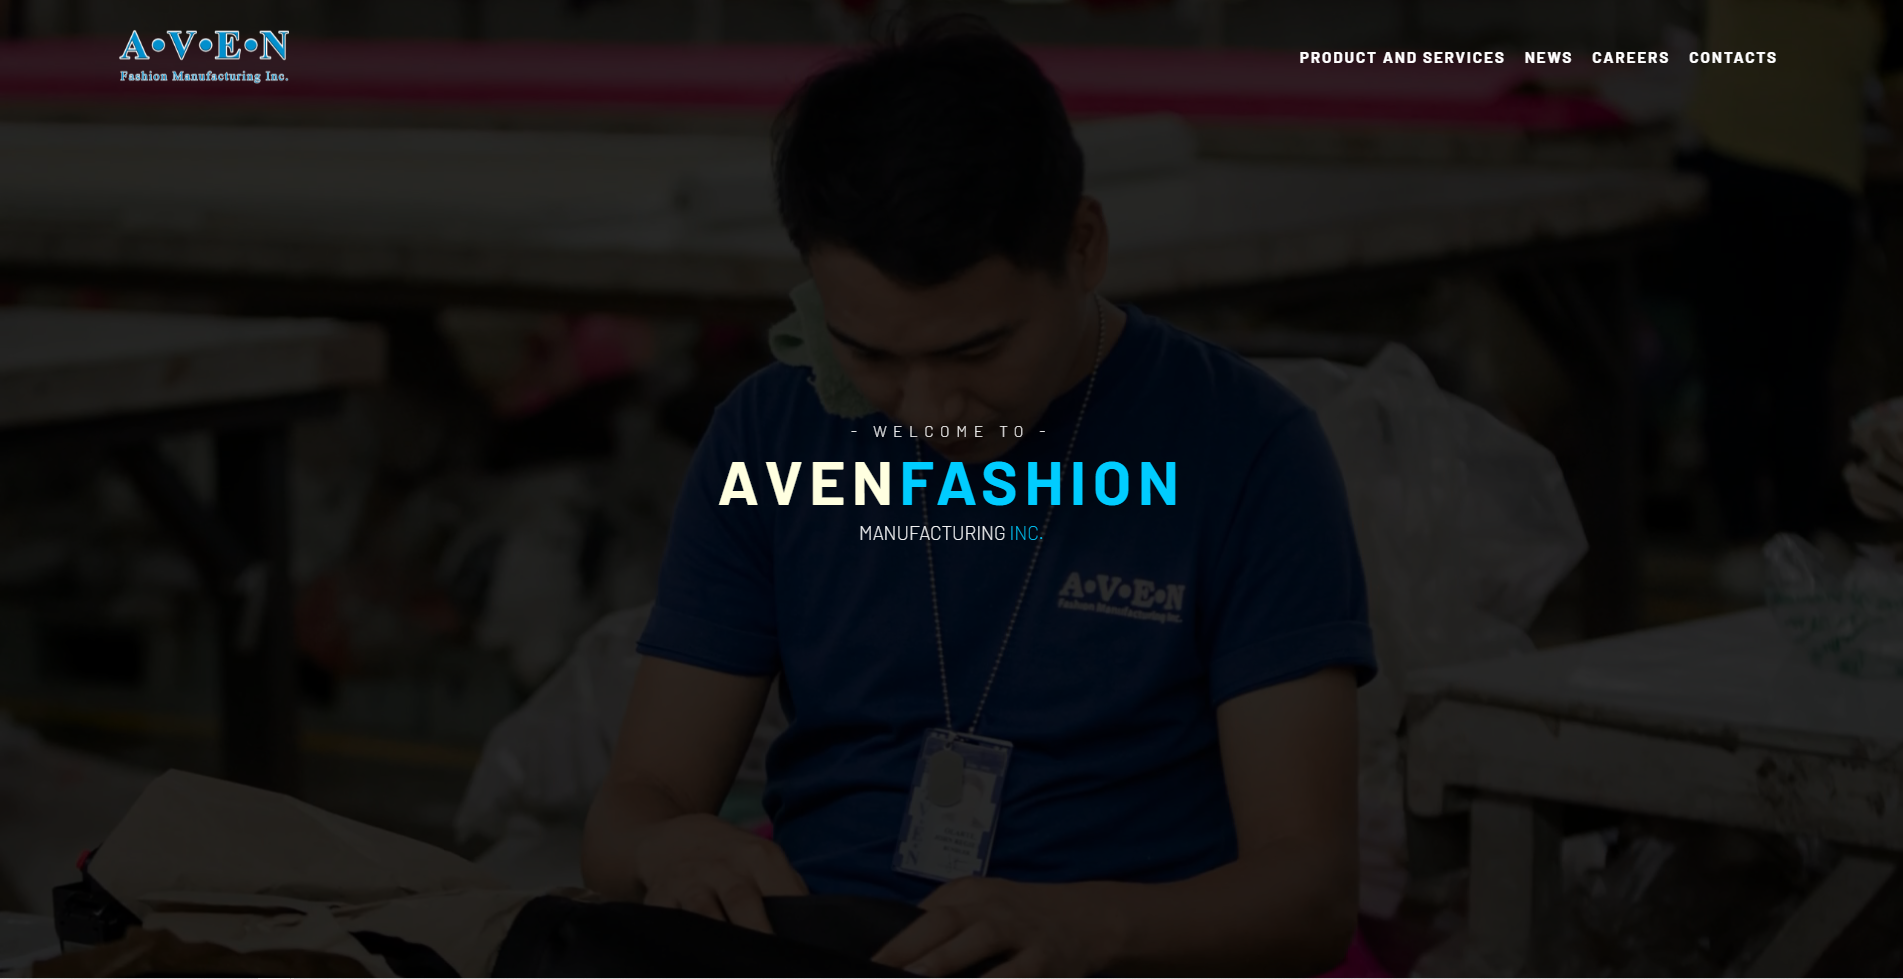 A•V•E•N
Fashion Manufacturing Inc.
PRODUCT AND SERVICES NEWS CAREERS CONTACTS
- WELCOME TO -
AVENFASHION
MANUFACTURING INC.
A•V•E•N
Fashion Manufacturing Inc.